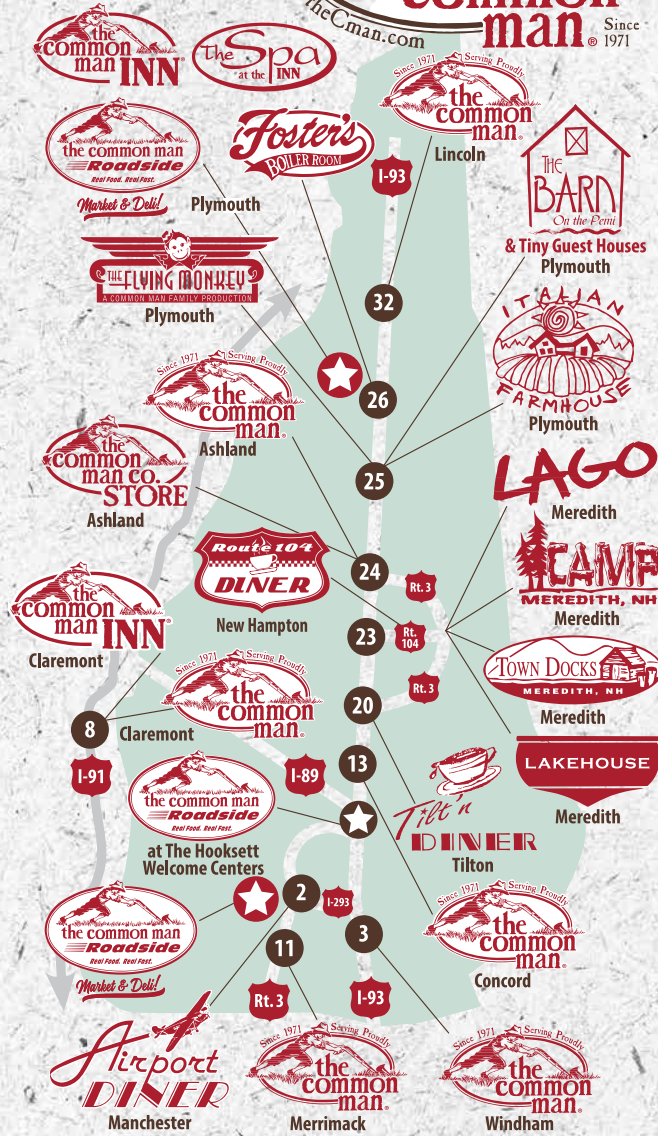 theCman.com
common
man® Since
1971
the
common
man INN®
The Spa
at the INN
Since 1971 Serving Proudly
the
common
man®
Lincoln
the common man
Roadside
Real Food. Real Fast.
Market & Deli!
Plymouth
Foster's
BOILER ROOM
I-93
THE
BARN
On the Pemi
& Tiny Guest Houses
Plymouth
THE FLYING MONKEY
A COMMON MAN FAMILY PRODUCTION
Plymouth
32
ITALIAN
FARMHOUSE
Plymouth
26
Since 1971 Serving Proudly
the
common
man®
Ashland
25
the
common
man co.
STORE
Ashland
LAGO
Meredith
Route 104
DINER
New Hampton
24
Rt. 3
CAMP
MEREDITH, NH
Meredith
the
common
man INN®
Claremont
23
Rt.
104
TOWN DOCKS
MEREDITH, NH
Meredith
Since 1971 Serving Proudly
the
common
man®
Claremont
8
20
Rt. 3
LAKEHOUSE
Meredith
I-91
I-89
13
Tilt'n
DINER
Tilton
the common man
Roadside
Real Food. Real Fast.
at The Hooksett
Welcome Centers
the common man
Roadside
Real Food. Real Fast.
Market & Deli!
2
I-293
3
11
Since 1971 Serving Proudly
the
common
man®
Concord
Rt. 3
I-93
Airport
DINER
Manchester
Since 1971 Serving Proudly
the
common
man®
Merrimack
Since 1971 Serving Proudly
the
common
man®
Windham